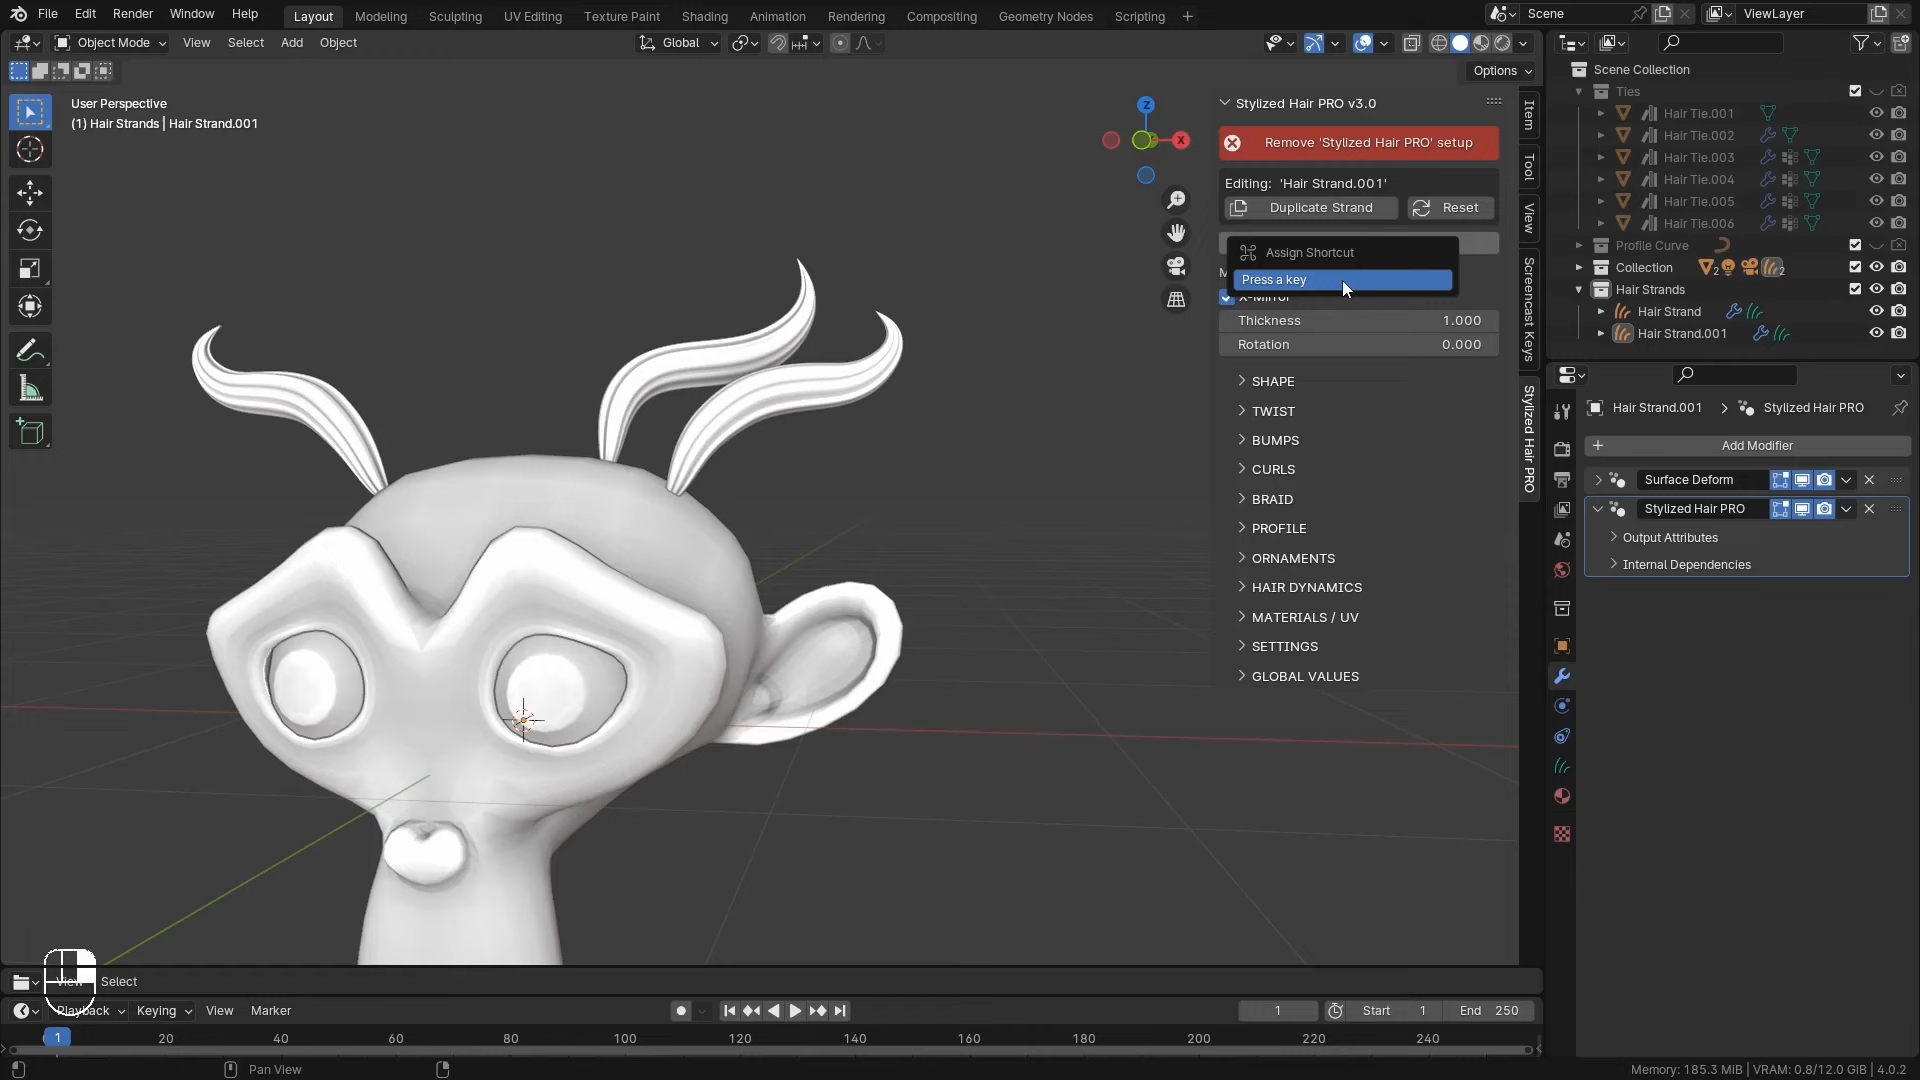 File Edit Render Window Help Layout Modeling Sculpting UV Editing Texture Paint Shading Animation Rendering Compositing Geometry Nodes Scripting + Scene ViewLayer
Object Mode View Select Add Object Global
Options
User Perspective
(1) Hair Strands | Hair Strand.001
Z
X
Stylized Hair PRO v3.0
Remove 'Stylized Hair PRO' setup
Editing: 'Hair Strand.001'
Duplicate Strand Reset
Assign Shortcut
Press a key
X-Mirror
Thickness 1.000
Rotation 0.000
SHAPE
TWIST
BUMPS
CURLS
BRAID
PROFILE
ORNAMENTS
HAIR DYNAMICS
MATERIALS / UV
SETTINGS
GLOBAL VALUES
Item
Tool
View
Screencast Keys
Stylized Hair PRO
Scene Collection
Ties
Hair Tie.001
Hair Tie.002
Hair Tie.003
Hair Tie.004
Hair Tie.005
Hair Tie.006
Profile Curve
Collection 2 2
Hair Strands
Hair Strand
Hair Strand.001
Hair Strand.001 > Stylized Hair PRO
+ Add Modifier
Surface Deform
Stylized Hair PRO
Output Attributes
Internal Dependencies
View Select
Playback Keying View Marker 1 Start 1 End 250
1 20 40 60 80 100 120 140 160 180 200 220 240
Pan View
Memory: 185.3 MiB | VRAM: 0.8/12.0 GiB | 4.0.2